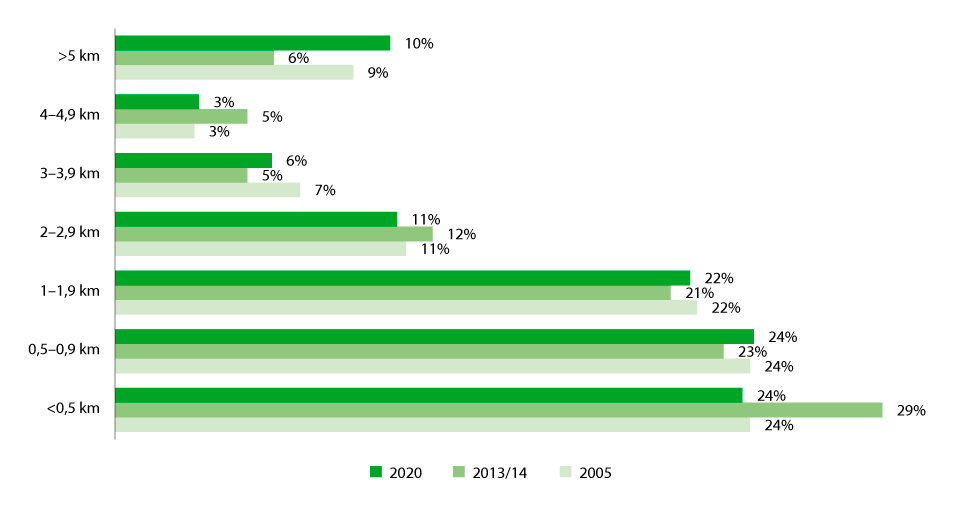 >5 km
10%
6%
9%
4–4,9 km
3%
5%
3%
3–3,9 km
6%
5%
7%
2–2,9 km
11%
12%
11%
1–1,9 km
22%
21%
22%
0,5–0,9 km
24%
23%
24%
<0,5 km
24%
29%
24%
2020 2013/14 2005